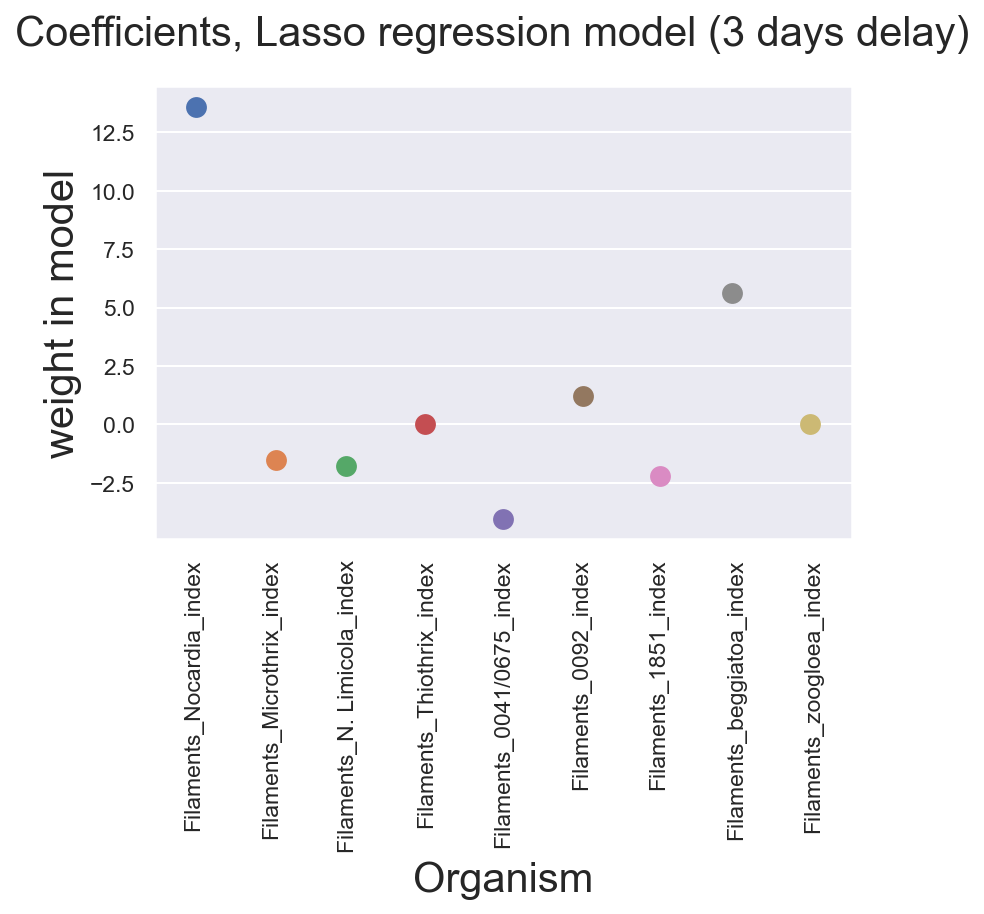 Coefficients, Lasso regression model (3 days delay)
weight in model
12.5
10.0
7.5
5.0
2.5
0.0
−2.5
Filaments_Nocardia_index
Filaments_Microthrix_index
Filaments_N. Limicola_index
Filaments_Thiothrix_index
Filaments_0041/0675_index
Filaments_0092_index
Filaments_1851_index
Filaments_beggiatoa_index
Filaments_zoogloea_index
Organism